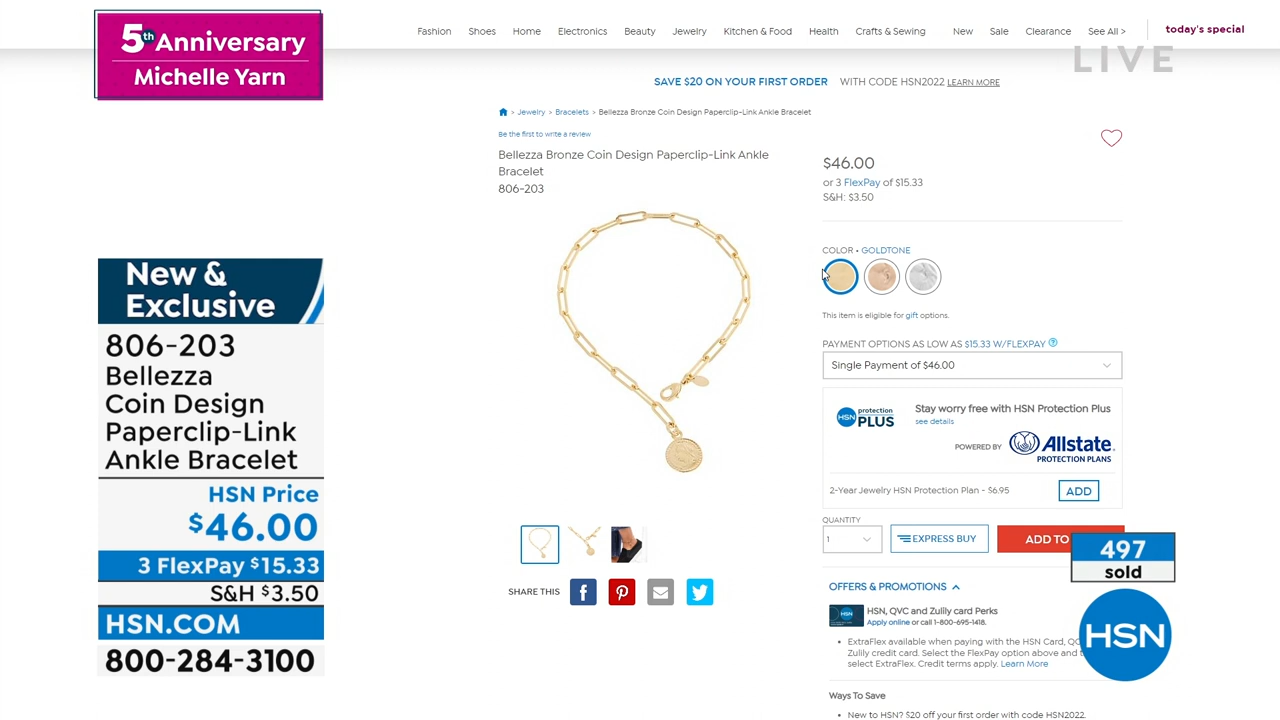 5th Anniversary
Michelle Yarn
Fashion Shoes Home Electronics Beauty Jewelry Kitchen & Food Health Crafts & Sewing New Sale Clearance See All > today's special
LIVE
SAVE $20 ON YOUR FIRST ORDER WITH CODE HSN2022 LEARN MORE
> Jewelry > Bracelets > Bellezza Bronze Coin Design Paperclip-Link Ankle Bracelet
Be the first to write a review
Bellezza Bronze Coin Design Paperclip-Link Ankle
Bracelet
806-203
$46.00
or 3 FlexPay of $15.33
S&H: $3.50
COLOR • GOLDTONE
This item is eligible for gift options.
PAYMENT OPTIONS AS LOW AS $15.33 W/FLEXPAY ?
Single Payment of $46.00
HSN protection PLUS
Stay worry free with HSN Protection Plus
see details
POWERED BY Allstate.
PROTECTION PLANS
2-Year Jewelry HSN Protection Plan - $6.95 ADD
QUANTITY
1 EXPRESS BUY ADD TO
SHARE THIS
OFFERS & PROMOTIONS
HSN, QVC and Zulily card Perks
Apply online or call 1-800-695-1418.
• ExtraFlex available when paying with the HSN Card, QC
Zulily credit card. Select the FlexPay option above and t
select ExtraFlex. Credit terms apply. Learn More
Ways To Save
• New to HSN? $20 off your first order with code HSN2022.
New &
Exclusive
806-203
Bellezza
Coin Design
Paperclip-Link
Ankle Bracelet
HSN Price
$46.00
3 FlexPay $15.33
S&H $3.50
HSN.COM
800-284-3100
497
sold
HSN